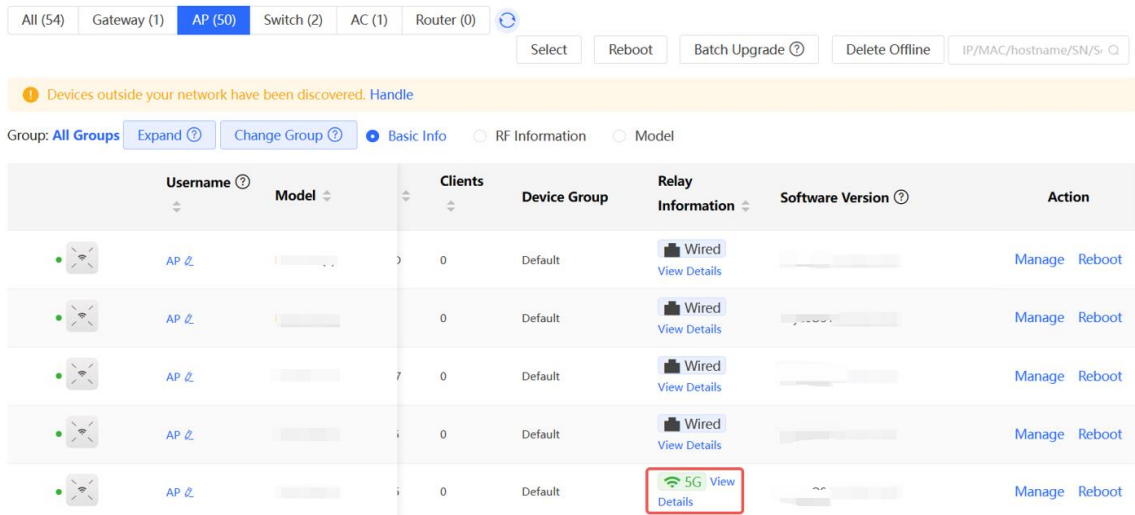 All (54) Gateway (1) AP (50) Switch (2) AC (1) Router (0)
Select Reboot Batch Upgrade ? Delete Offline IP/MAC/hostname/SN/S
! Devices outside your network have been discovered. Handle
Group: All Groups Expand ? Change Group ? Basic Info RF Information Model
Username ? Model Clients Device Group Relay Information Software Version ? Action
AP 0 Default Wired Manage Reboot
View Details
AP 0 Default Wired Manage Reboot
View Details
AP 7 0 Default Wired Manage Reboot
View Details
AP 0 Default Wired Manage Reboot
View Details
AP 0 Default 5G View Details Manage Reboot